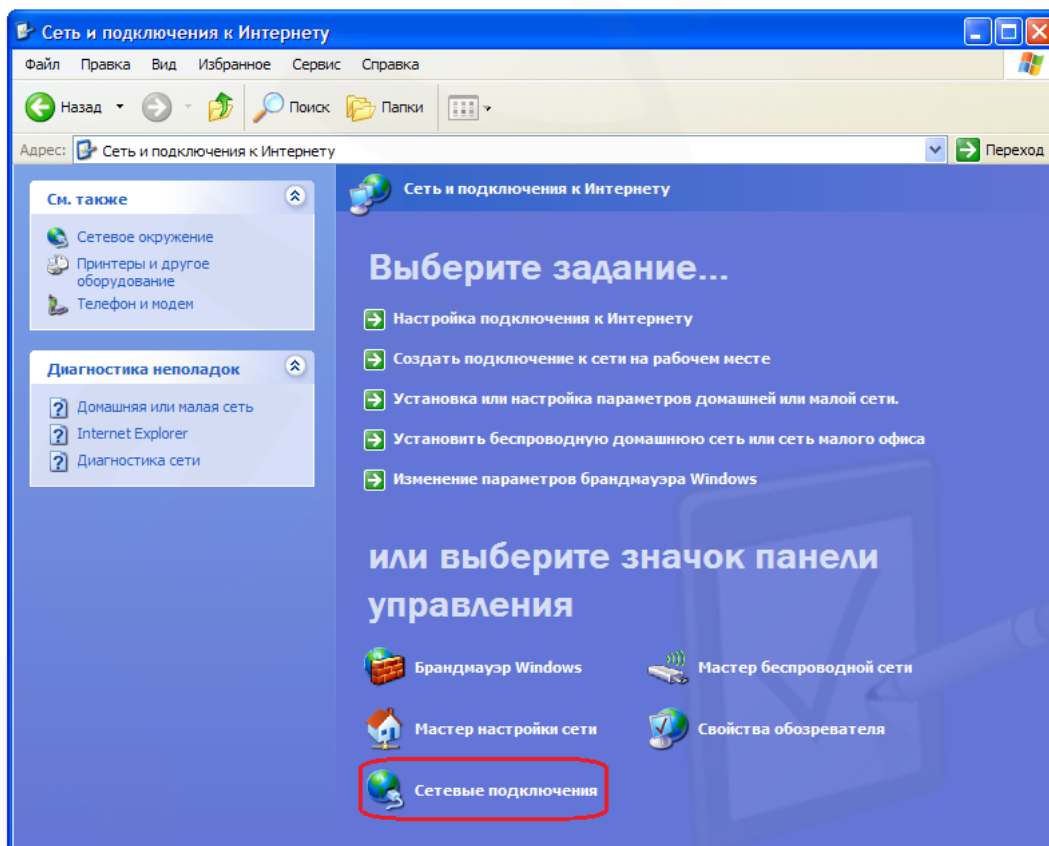 Сеть и подключения к Интернету
Файл Правка Вид Избранное Сервис Справка
Назад Поиск Папки
Адрес: Сеть и подключения к Интернету Переход
См. также
Сетевое окружение
Принтеры и другое
оборудование
Телефон и модем
Диагностика неполадок
Домашняя или малая сеть
Internet Explorer
Диагностика сети
Сеть и подключения к Интернету
Выберите задание...
Настройка подключения к Интернету
Создать подключение к сети на рабочем месте
Установка или настройка параметров домашней или малой сети.
Установить беспроводную домашнюю сеть или сеть малого офиса
Изменение параметров брандмауэра Windows
или выберите значок панели
управления
Брандмауэр Windows Мастер беспроводной сети
Мастер настройки сети Свойства обозревателя
Сетевые подключения